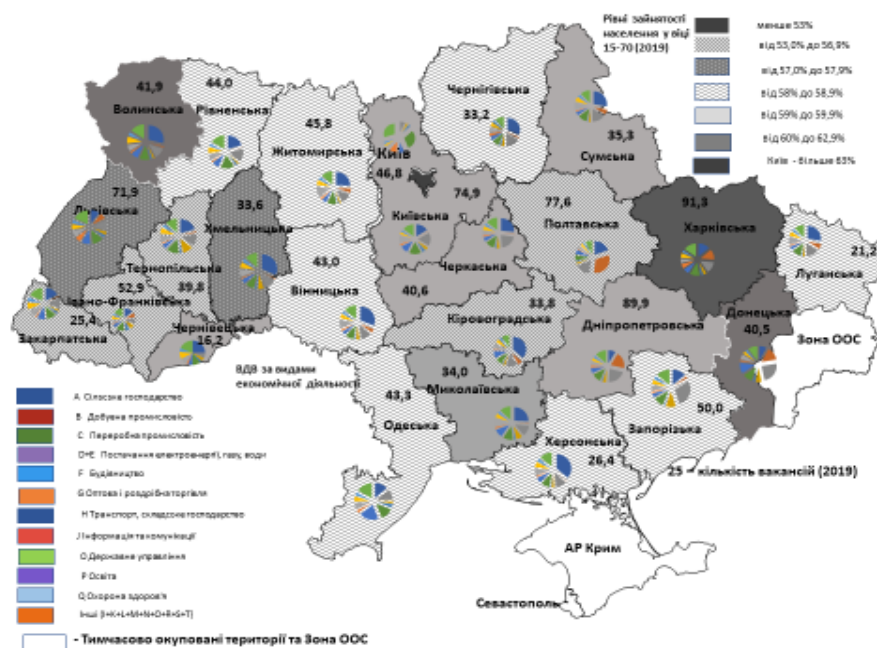 Рівні зайнятості
населення у віці
15-70 (2019)
менше 53%
від 53,0% до 56,9%
від 57,0% до 57,9%
від 58% до 58,9%
від 59% до 59,9%
від 60% до 62,9%
Київ - більше 63%
41,9
Волинська
44,0
Рівненська
45,8
Житомирська
Чернігівська
33,2
35,3
Сумська
Київ
46,8
Київська
74,9
Черкаська
77,6
Полтавська
91,3
Харківська
21,2
Луганська
71,9
Львівська
33,6
Хмельницька
Тернопільська
39,8
52,9
Івано-Франківська
25,4
Закарпатська
Чернівецька
16,2
43,0
Вінницька
40,6
33,8
Кіровоградська
89,9
Дніпропетровська
Донецька
40,5
Зона ООС
ВДВ за видами
економічної діяльності
43,3
Одеська
34,0
Миколаївська
Херсонська
26,4
50,0
Запорізька
25 – кількість вакансій (2019)
АР Крим
Севастополь
A Сільське господарство
B Добувна промисловість
C Переробна промисловість
D+E Постачання електроенергії, газу, води
F Будівництво
G Оптова і роздрібна торгівля
H Транспорт, складське господарство
J Інформація та комунікації
O Державне управління
P Освіта
Q Охорона здоров'я
Інші (I+K+L+M+N+O+R+S+T)
- Тимчасово окуповані території та Зона ООС